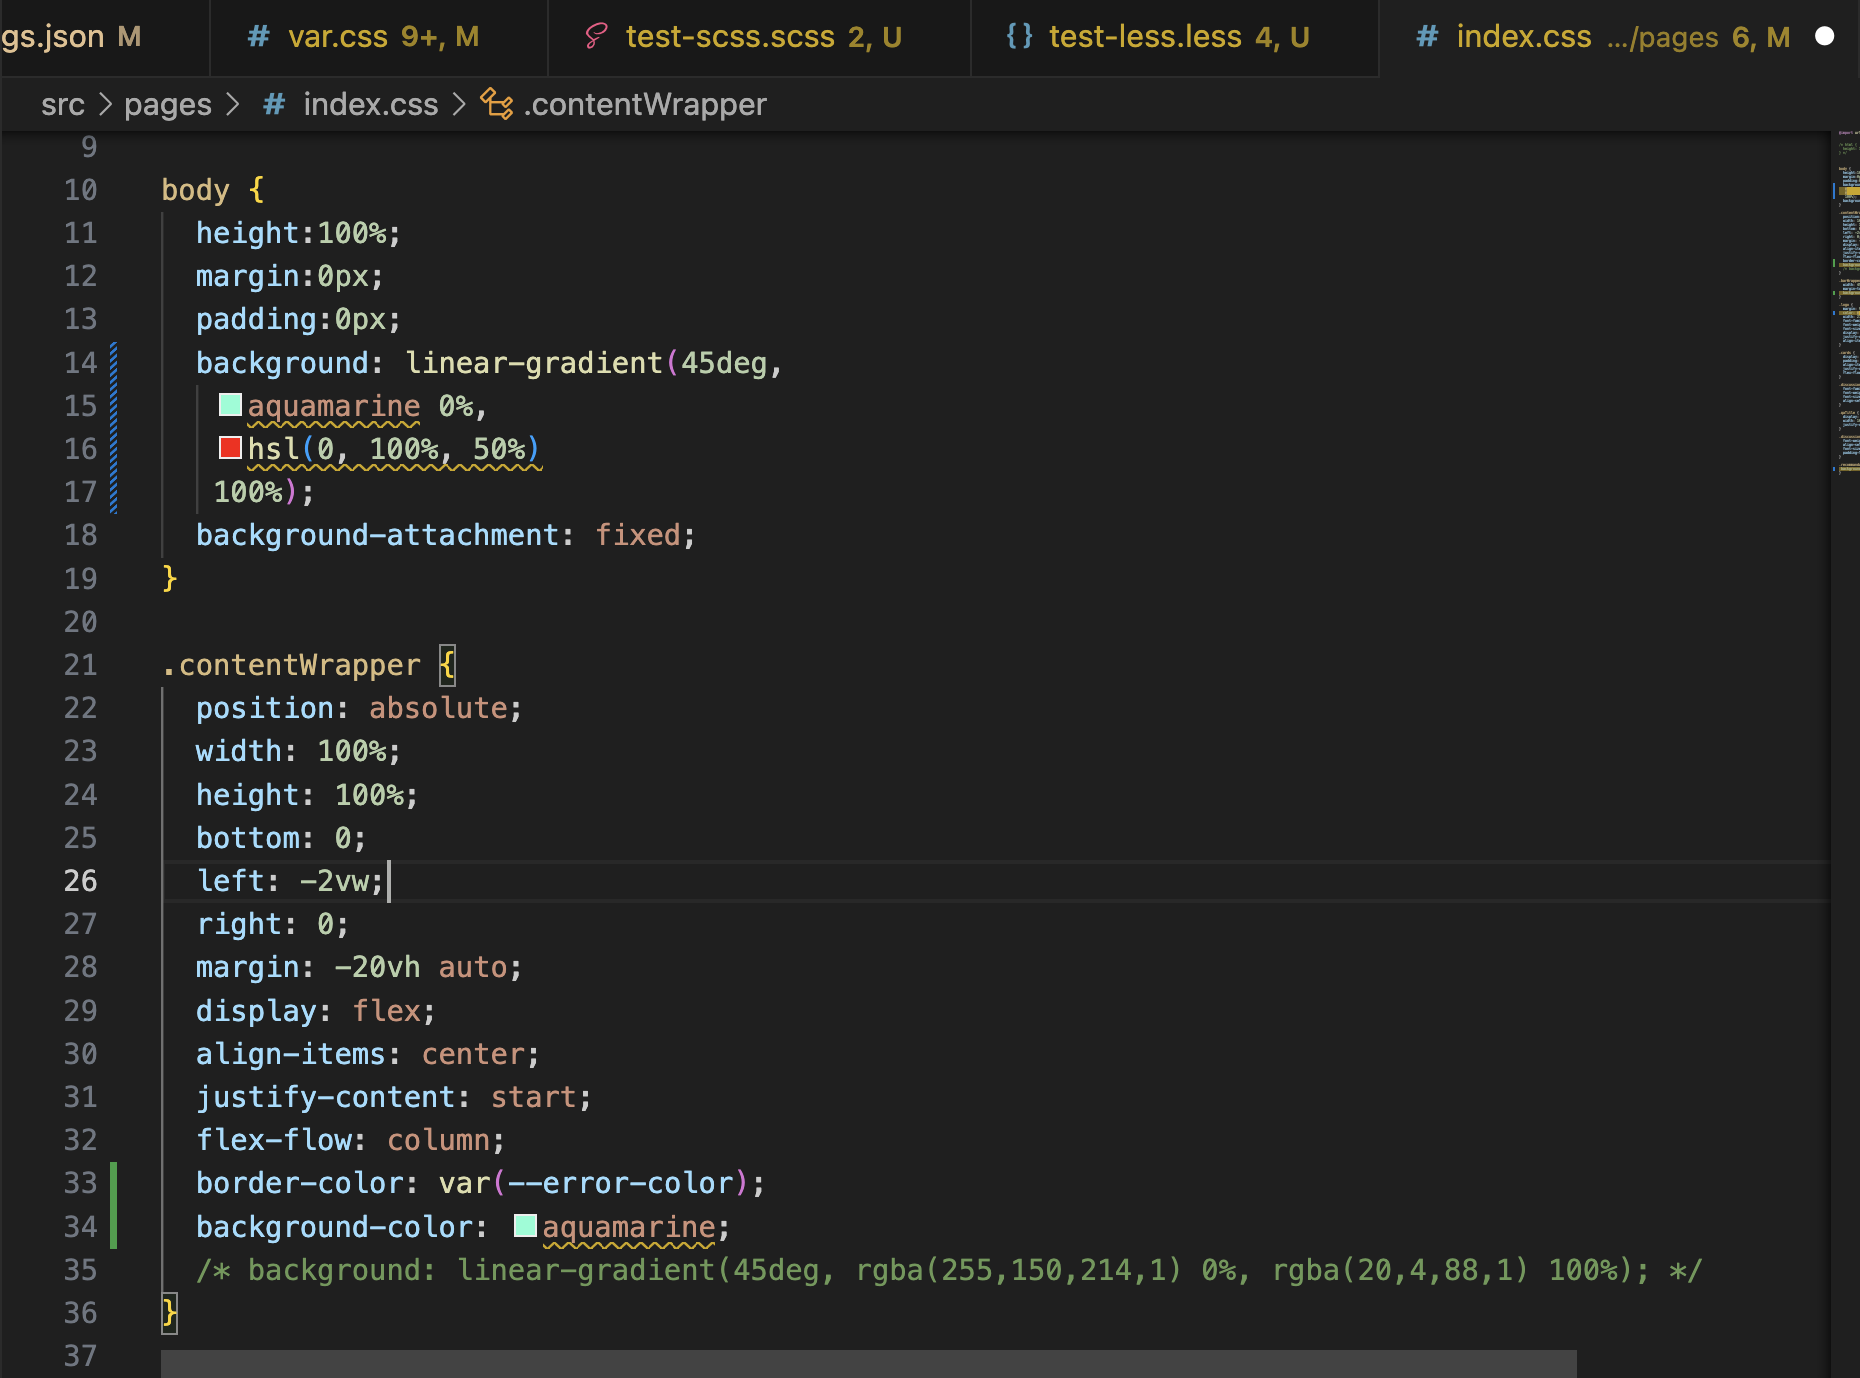 gs.json M
# var.css 9+, M
test-scss.scss 2, U
{} test-less.less 4, U
# index.css .../pages 6, M
src > pages > # index.css > .contentWrapper
9
10 body {
11 height:100%;
12 margin:0px;
13 padding:0px;
14 background: linear-gradient(45deg,
15 aquamarine 0%,
16 hsl(0, 100%, 50%)
17 100%);
18 background-attachment: fixed;
19 }
20
21 .contentWrapper {
22 position: absolute;
23 width: 100%;
24 height: 100%;
25 bottom: 0;
26 left: -2vw;
27 right: 0;
28 margin: -20vh auto;
29 display: flex;
30 align-items: center;
31 justify-content: start;
32 flex-flow: column;
33 border-color: var(--error-color);
34 background-color: aquamarine;
35 /* background: linear-gradient(45deg, rgba(255,150,214,1) 0%, rgba(20,4,88,1) 100%); */
36 }
37